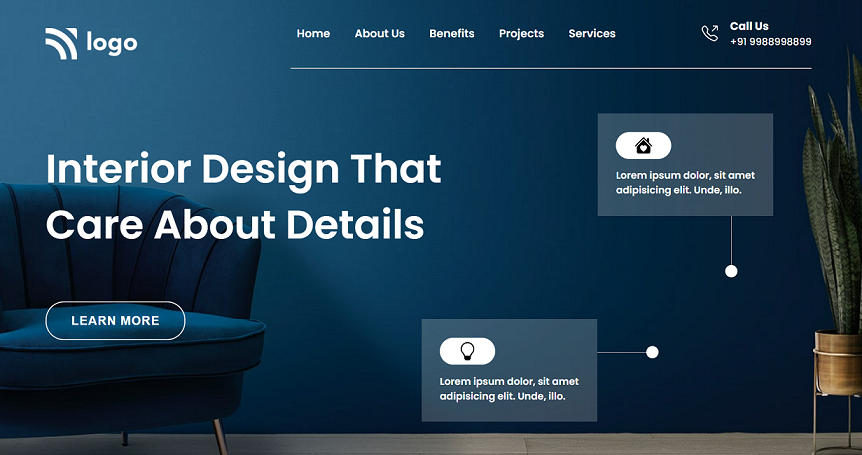 logo
Home About Us Benefits Projects Services
Call Us
+91 9988998899
Interior Design That
Care About Details
LEARN MORE
Lorem ipsum dolor, sit amet
adipisicing elit. Unde, illo.
Lorem ipsum dolor, sit amet
adipisicing elit. Unde, illo.